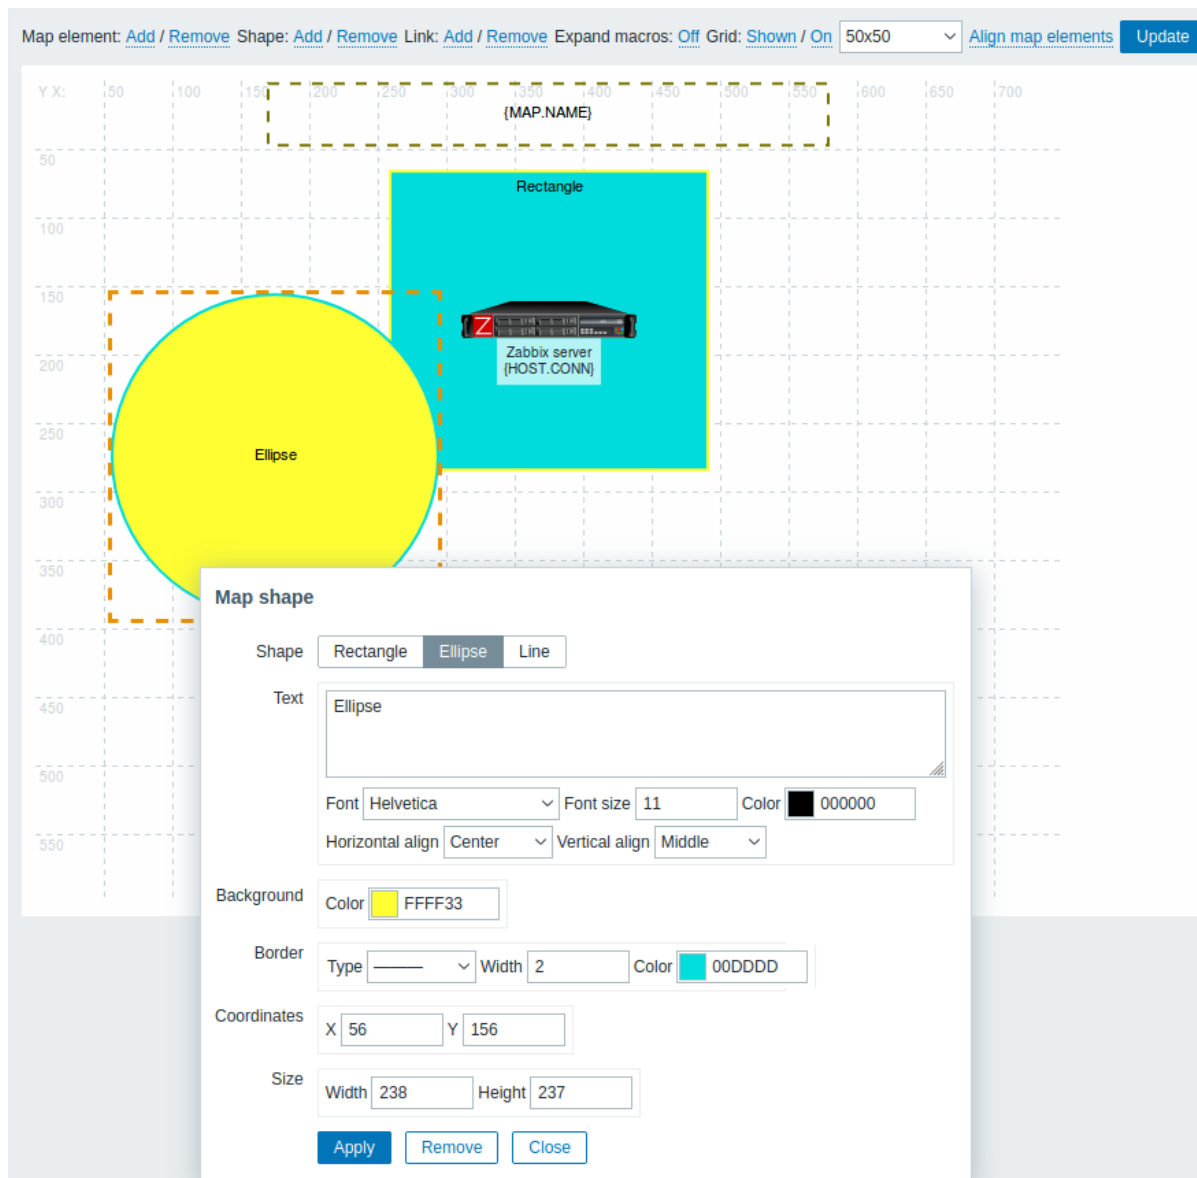 Map element: Add / Remove Shape: Add / Remove Link: Add / Remove Expand macros: Off Grid: Shown / On 50x50 Align map elements Update
Y X: 50 100 150 200 250 300 350 400 450 500 550 600 650 700
{MAP.NAME}
50
Rectangle
100
150
Z
Zabbix server
200
{HOST.CONN}
250
Ellipse
300
350
Map shape
400
Shape Rectangle Ellipse Line
450
Text Ellipse
500
Font Helvetica Font size 11 Color 000000
550
Horizontal align Center Vertical align Middle
Background Color FFFF33
Border Type Width 2 Color 00DDDD
Coordinates X 56 Y 156
Size Width 238 Height 237
Apply Remove Close